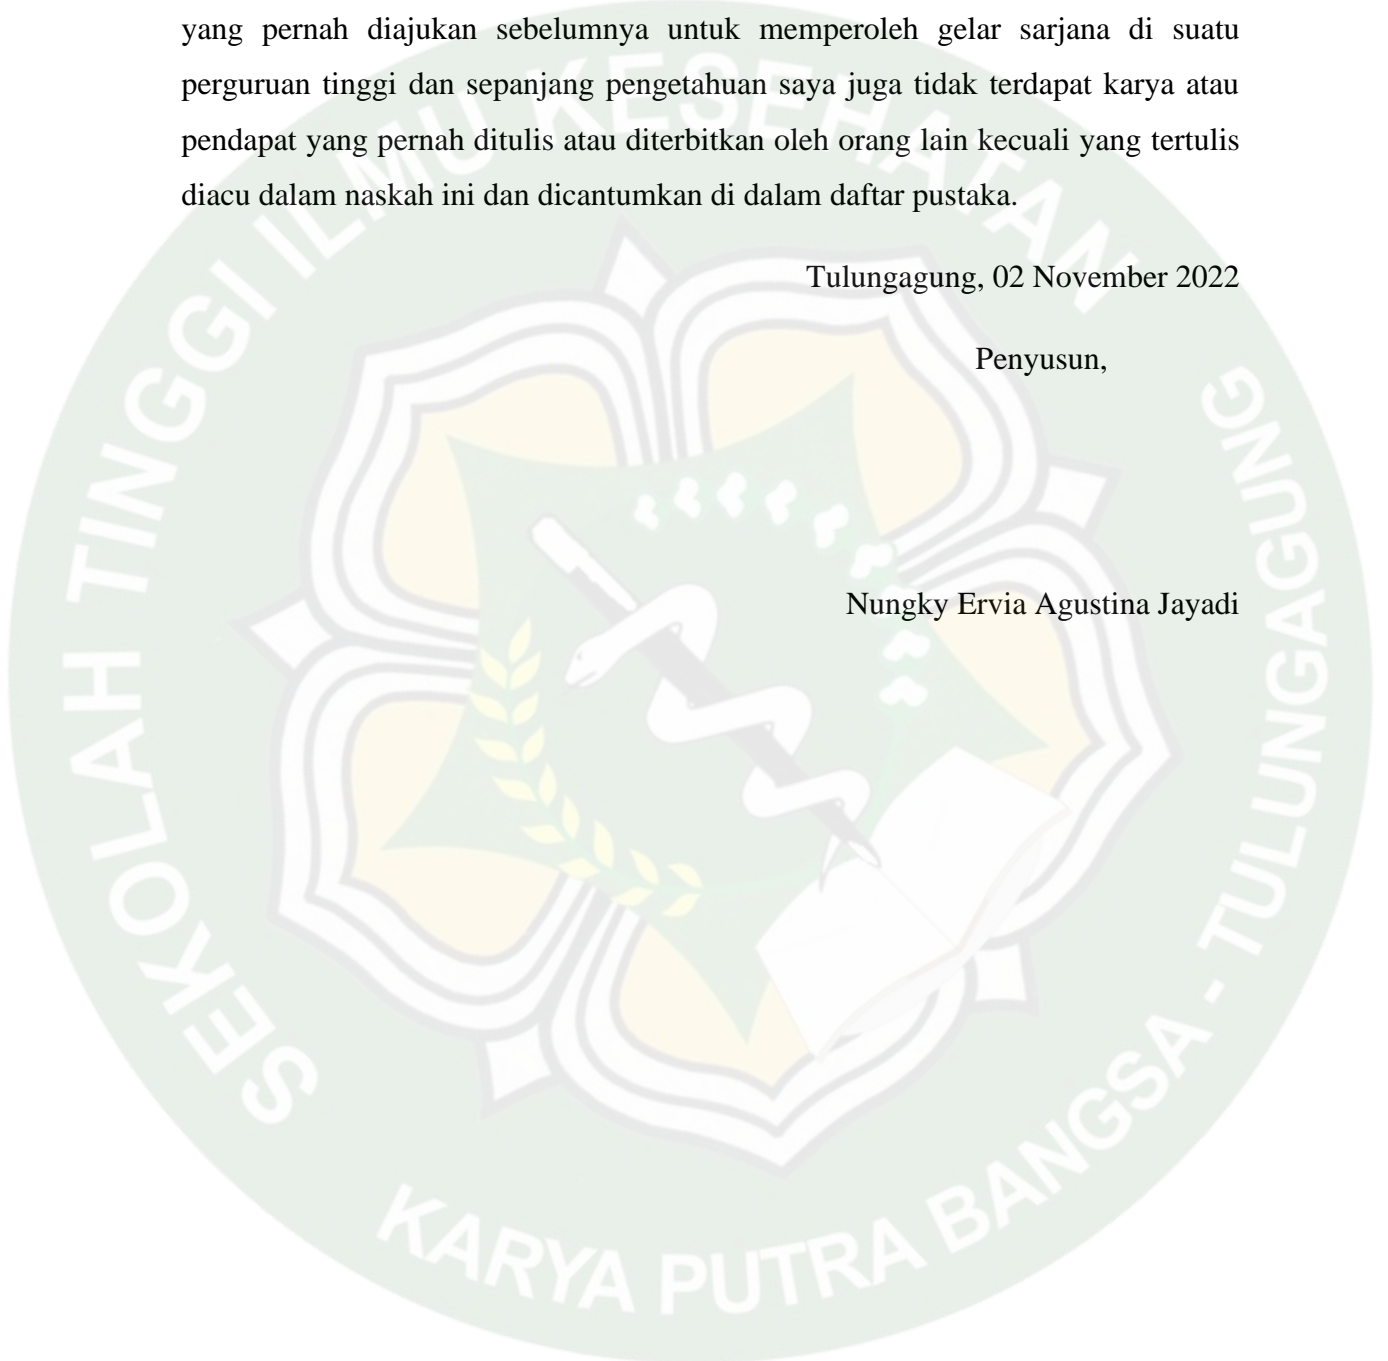 yang pernah diajukan sebelumnya untuk memperoleh gelar sarjana di suatu
perguruan tinggi dan sepanjang pengetahuan saya juga tidak terdapat karya atau
pendapat yang pernah ditulis atau diterbitkan oleh orang lain kecuali yang tertulis
diacu dalam naskah ini dan dicantumkan di dalam daftar pustaka.
Tulungagung, 02 November 2022
Penyusun,
Nungky Ervia Agustina Jayadi
SEKOLAH TINGGI ILMU KESEHATAN
KARYA PUTRA BANGSA - TULUNGAGUNG